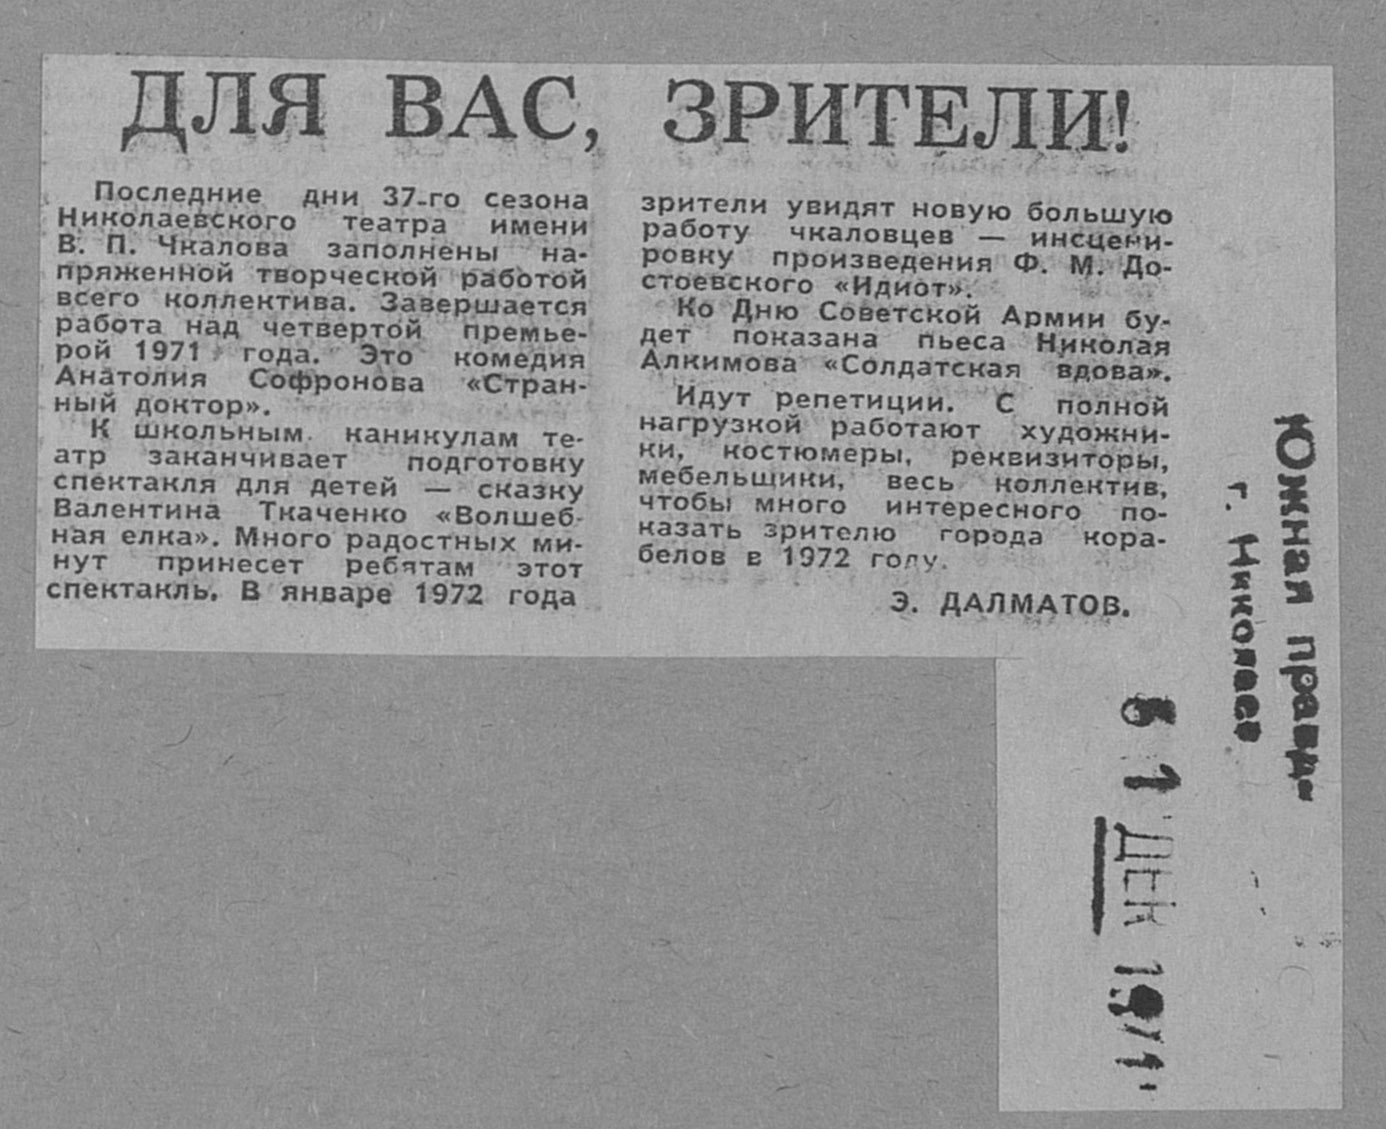 ДЛЯ ВАС, ЗРИТЕЛИ!
Последние дни 37-го сезона
Николаевского театра имени
В. П. Чкалова заполнены на-
пряженной творческой работой
всего коллектива. Завершается
работа над четвертой премье-
рой 1971 года. Это комедия
Анатолия Софронова «Стран-
ный доктор».
К школьным каникулам те-
атр заканчивает подготовку
спектакля для детей — сказку
Валентина Ткаченко «Волшеб-
ная елка». Много радостных ми-
нут принесет ребятам этот
спектакль. В январе 1972 года
зрители увидят новую большую
работу чкаловцев — инсцени-
ровку произведения Ф. М. До-
стоевского «Идиот».
Ко Дню Советской Армии бу-
дет показана пьеса Николая
Алкимова «Солдатская вдова».
Идут репетиции. С полной
нагрузкой работают художни-
ки, костюмеры, реквизиторы,
мебельщики, весь коллектив,
чтобы много интересного по-
казать зрителю города кора-
белов в 1972 году.
Э. ДАЛМАТОВ.
Южная правда
г. Николаев
ДЕК 1971